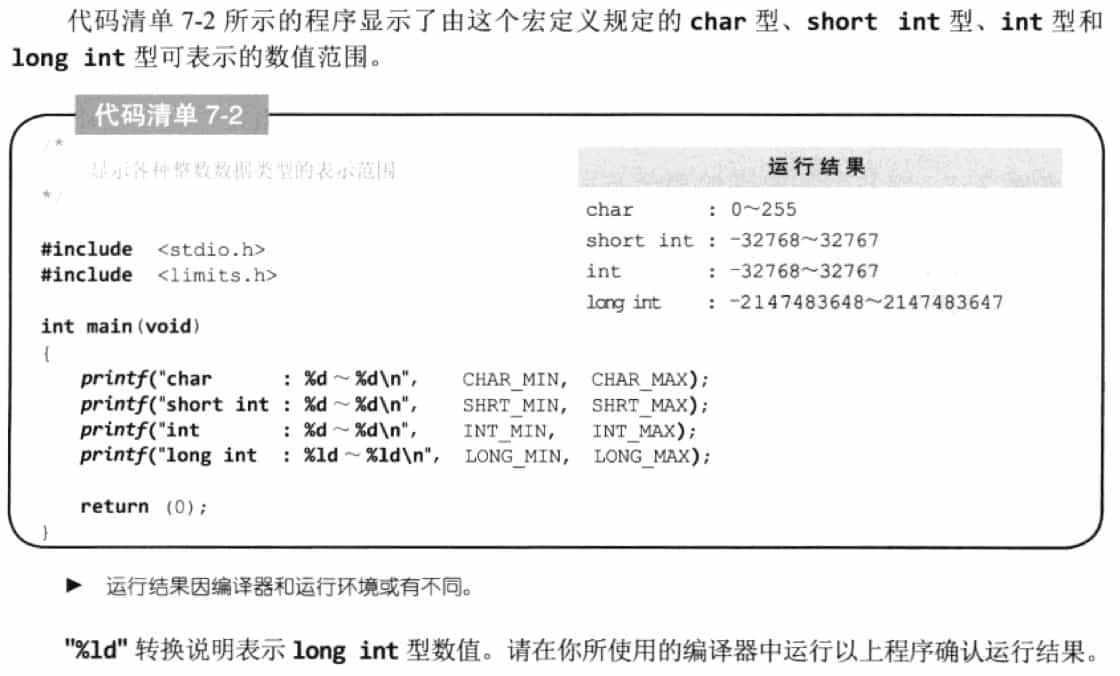 代码清单 7-2 所示的程序显示了由这个宏定义规定的 char 型、short int 型、int 型和
long int 型可表示的数值范围。
代码清单 7-2
/*
显示各种整数数据类型的表示范围
*/
#include <stdio.h>
#include <limits.h>
int main(void)
{
printf("char : %d～%d\n", CHAR_MIN, CHAR_MAX);
printf("short int : %d～%d\n", SHRT_MIN, SHRT_MAX);
printf("int : %d～%d\n", INT_MIN, INT_MAX);
printf("long int : %ld～%ld\n", LONG_MIN, LONG_MAX);
return (0);
}
运行结果
char : 0～255
short int : -32768～32767
int : -32768～32767
long int : -2147483648～2147483647
▶ 运行结果因编译器和运行环境或有不同。
"%ld" 转换说明表示 long int 型数值。请在你所使用的编译器中运行以上程序确认运行结果。